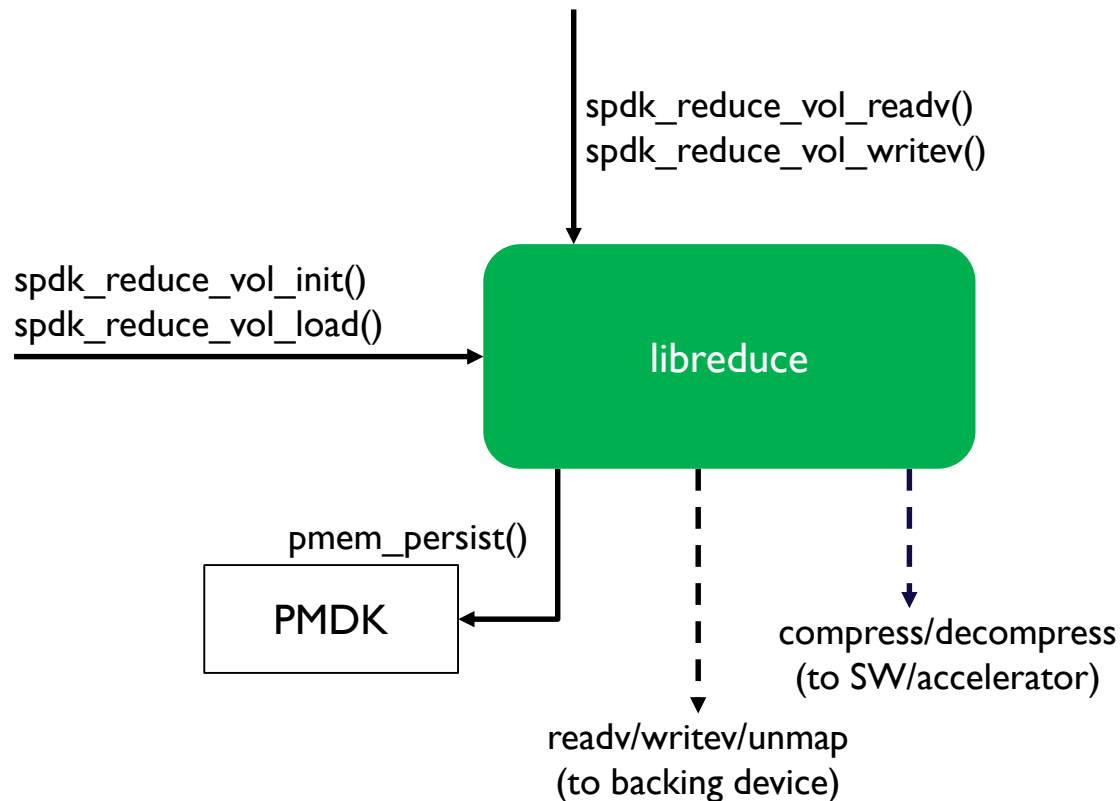 spdk_reduce_vol_readv()
spdk_reduce_vol_writev()
spdk_reduce_vol_init()
spdk_reduce_vol_load()
libreduce
pmem_persist()
PMDK
compress/decompress
(to SW/accelerator)
readv/writev/unmap
(to backing device)